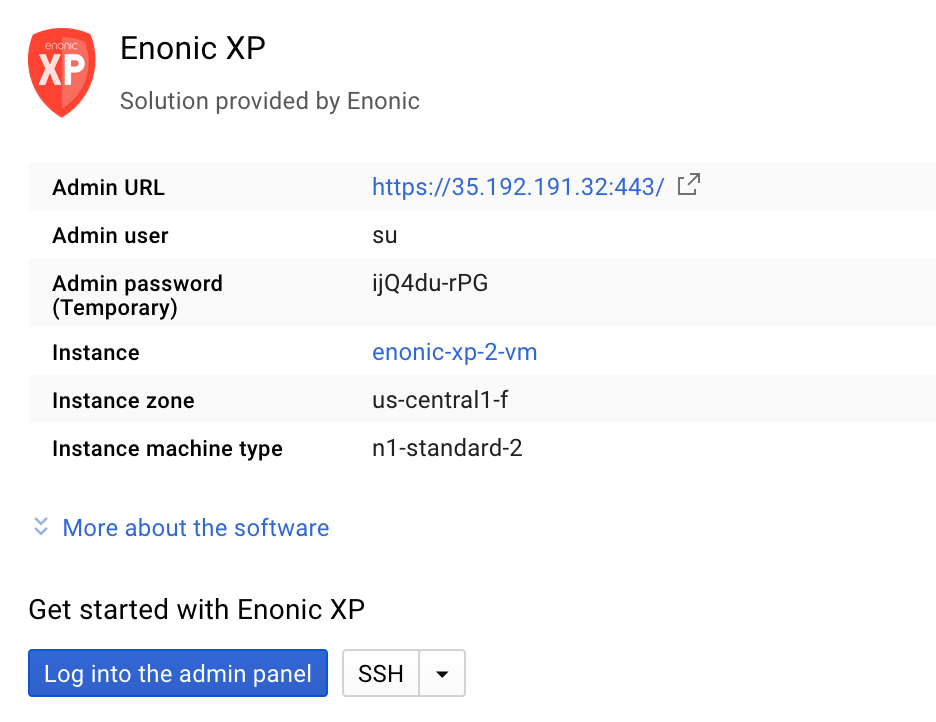 enonic
XP
Enonic XP
Solution provided by Enonic
Admin URL https://35.192.191.32:443/
Admin user su
Admin password ijQ4du-rPG
(Temporary)
Instance enonic-xp-2-vm
Instance zone us-central1-f
Instance machine type n1-standard-2
More about the software
Get started with Enonic XP
Log into the admin panel SSH